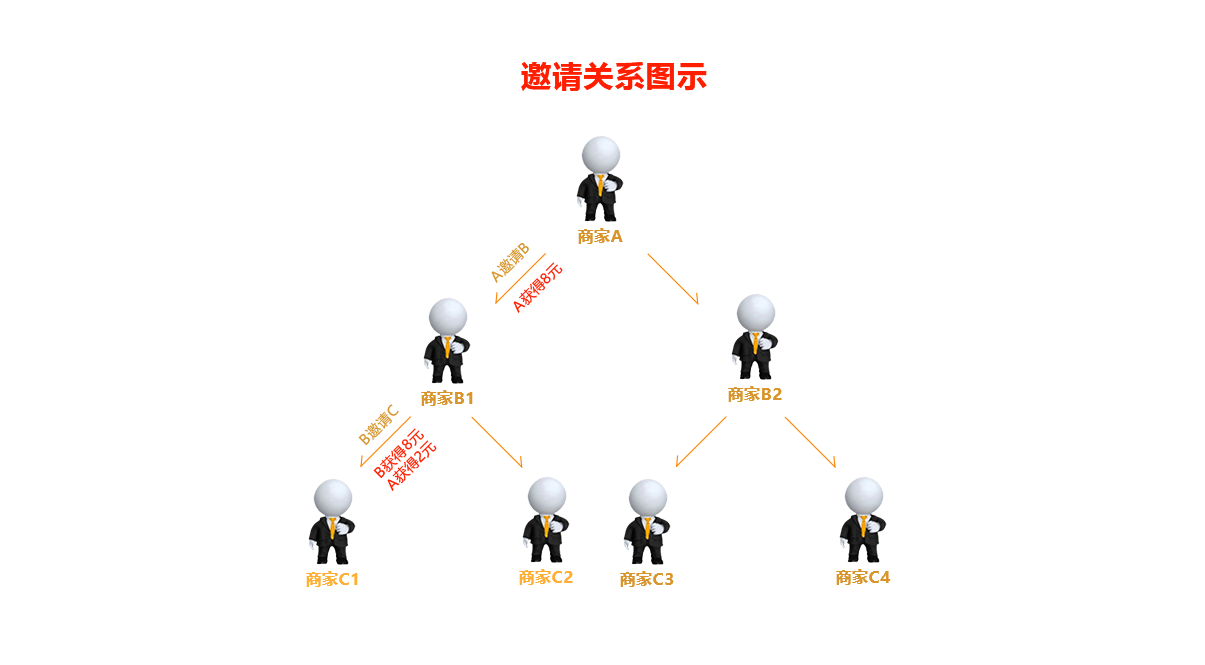 邀请关系图示
商家A
A邀请B
A获得8元
商家B1
商家B2
B邀请C
B获得8元
A获得2元
商家C1
商家C2
商家C3
商家C4